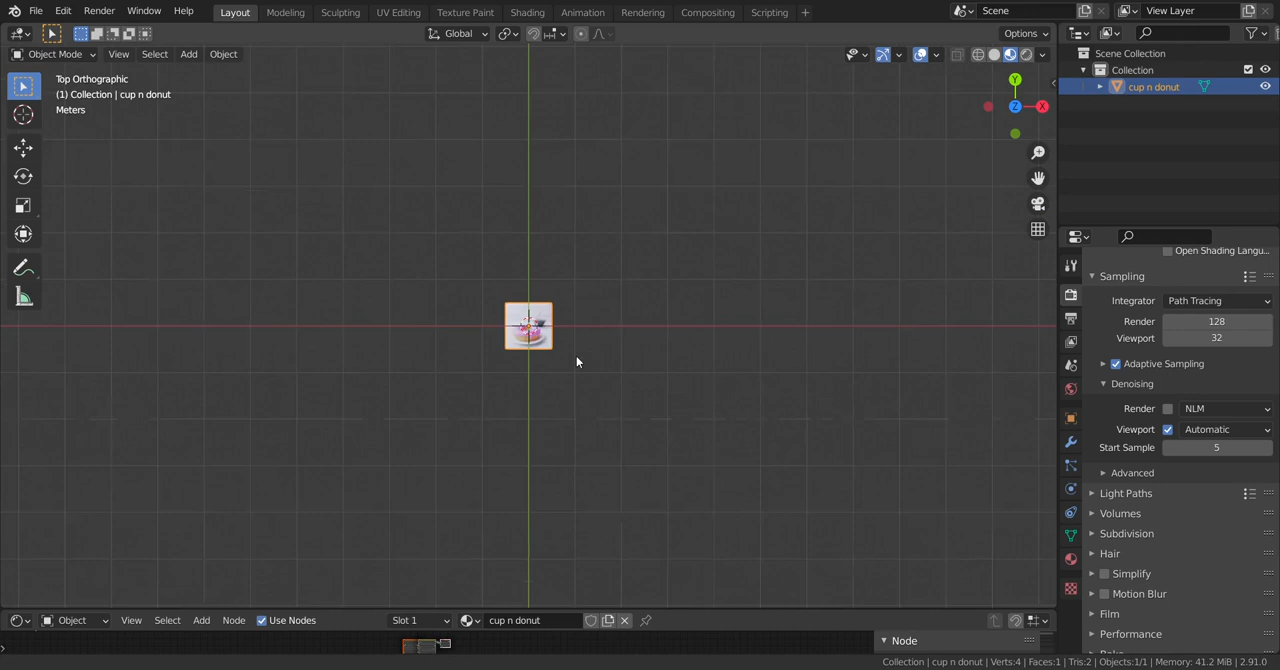 File Edit Render Window Help Layout Modeling Sculpting UV Editing Texture Paint Shading Animation Rendering Compositing Scripting + Scene View Layer
Global Options
Object Mode View Select Add Object
Top Orthographic
(1) Collection | cup n donut
Meters
Y
Z
X
Scene Collection
Collection
cup n donut
Open Shading Langu...
Sampling
Integrator Path Tracing
Render 128
Viewport 32
Adaptive Sampling
Denoising
Render NLM
Viewport Automatic
Start Sample 5
Advanced
Light Paths
Volumes
Subdivision
Hair
Simplify
Motion Blur
Film
Performance
Object View Select Add Node Use Nodes Slot 1 cup n donut
Node
Collection | cup n donut | Verts:4 | Faces:1 | Tris:2 | Objects:1/1 | Memory: 41.2 MiB | 2.91.0